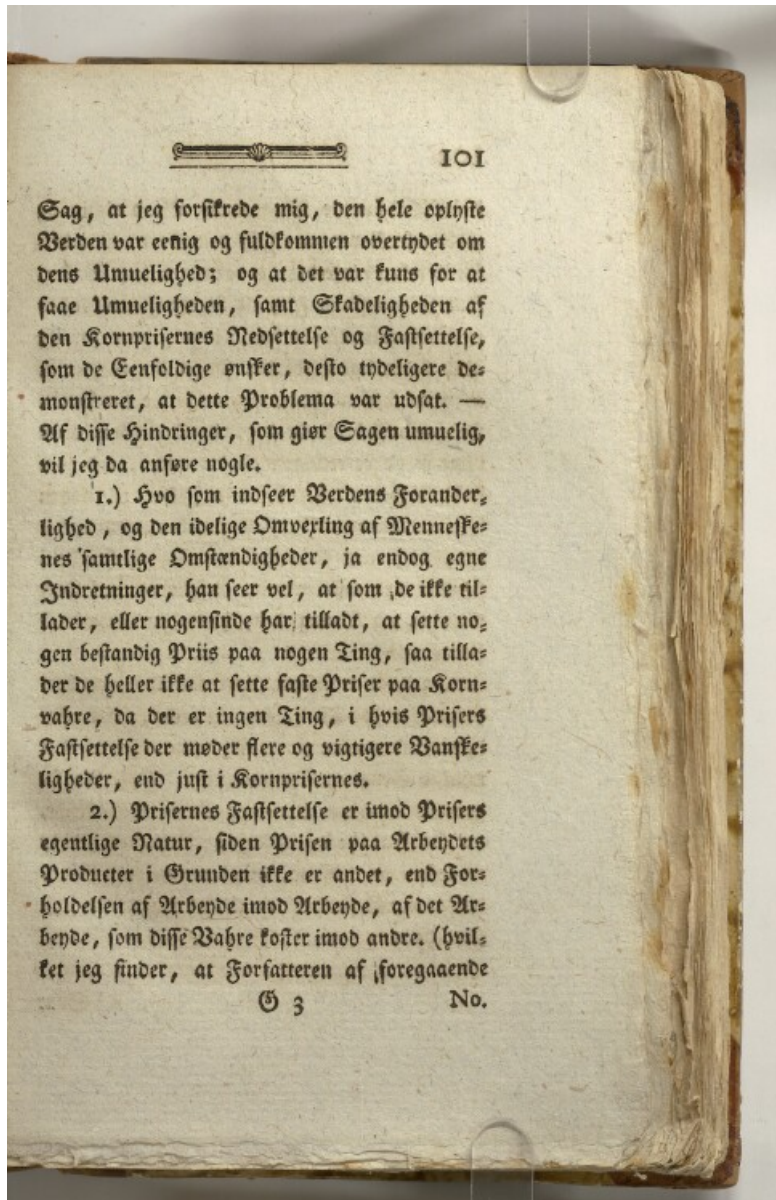 101
Sag, at jeg forsikrede mig, den hele oplyste
Verden var eenig og fuldkommen overtydet om
dens Umuelighed; og at det var kuns for at
faae Umueligheden, samt Skadeligheden af
den Kornprisernes Nedsettelse og Fastsettelse,
som de Eenfoldige ønsker, desto tydeligere de-
monstreret, at dette Problema var udsat. —
Af disse Hindringer, som giør Sagen umuelig,
vil jeg da anføre nogle.
1.) Hvo som indseer Verdens Forander-
lighed, og den idelige Omvexling af Menneske-
nes samtlige Omstændigheder, ja endog egne
Indretninger, han seer vel, at som de ikke til-
lader, eller nogensinde har tilladt, at sette no-
gen bestandig Priis paa nogen Ting, saa tilla-
der de heller ikke at sette faste Priser paa Korn-
vahre, da der er ingen Ting, i hvis Prisers
Fastsettelse der møder flere og vigtigere Vanske-
ligheder, end just i Kornprisernes.
2.) Prisernes Fastsettelse er imod Prisers
egentlige Natur, siden Prisen paa Arbeydets
Producter i Grunden ikke er andet, end For-
holdelsen af Arbeyde imod Arbeyde, af det Ar-
beyde, som disse Vahre koster imod andre. (hvil-
ket jeg finder, at Forfatteren af foregaaende
G 3 No.